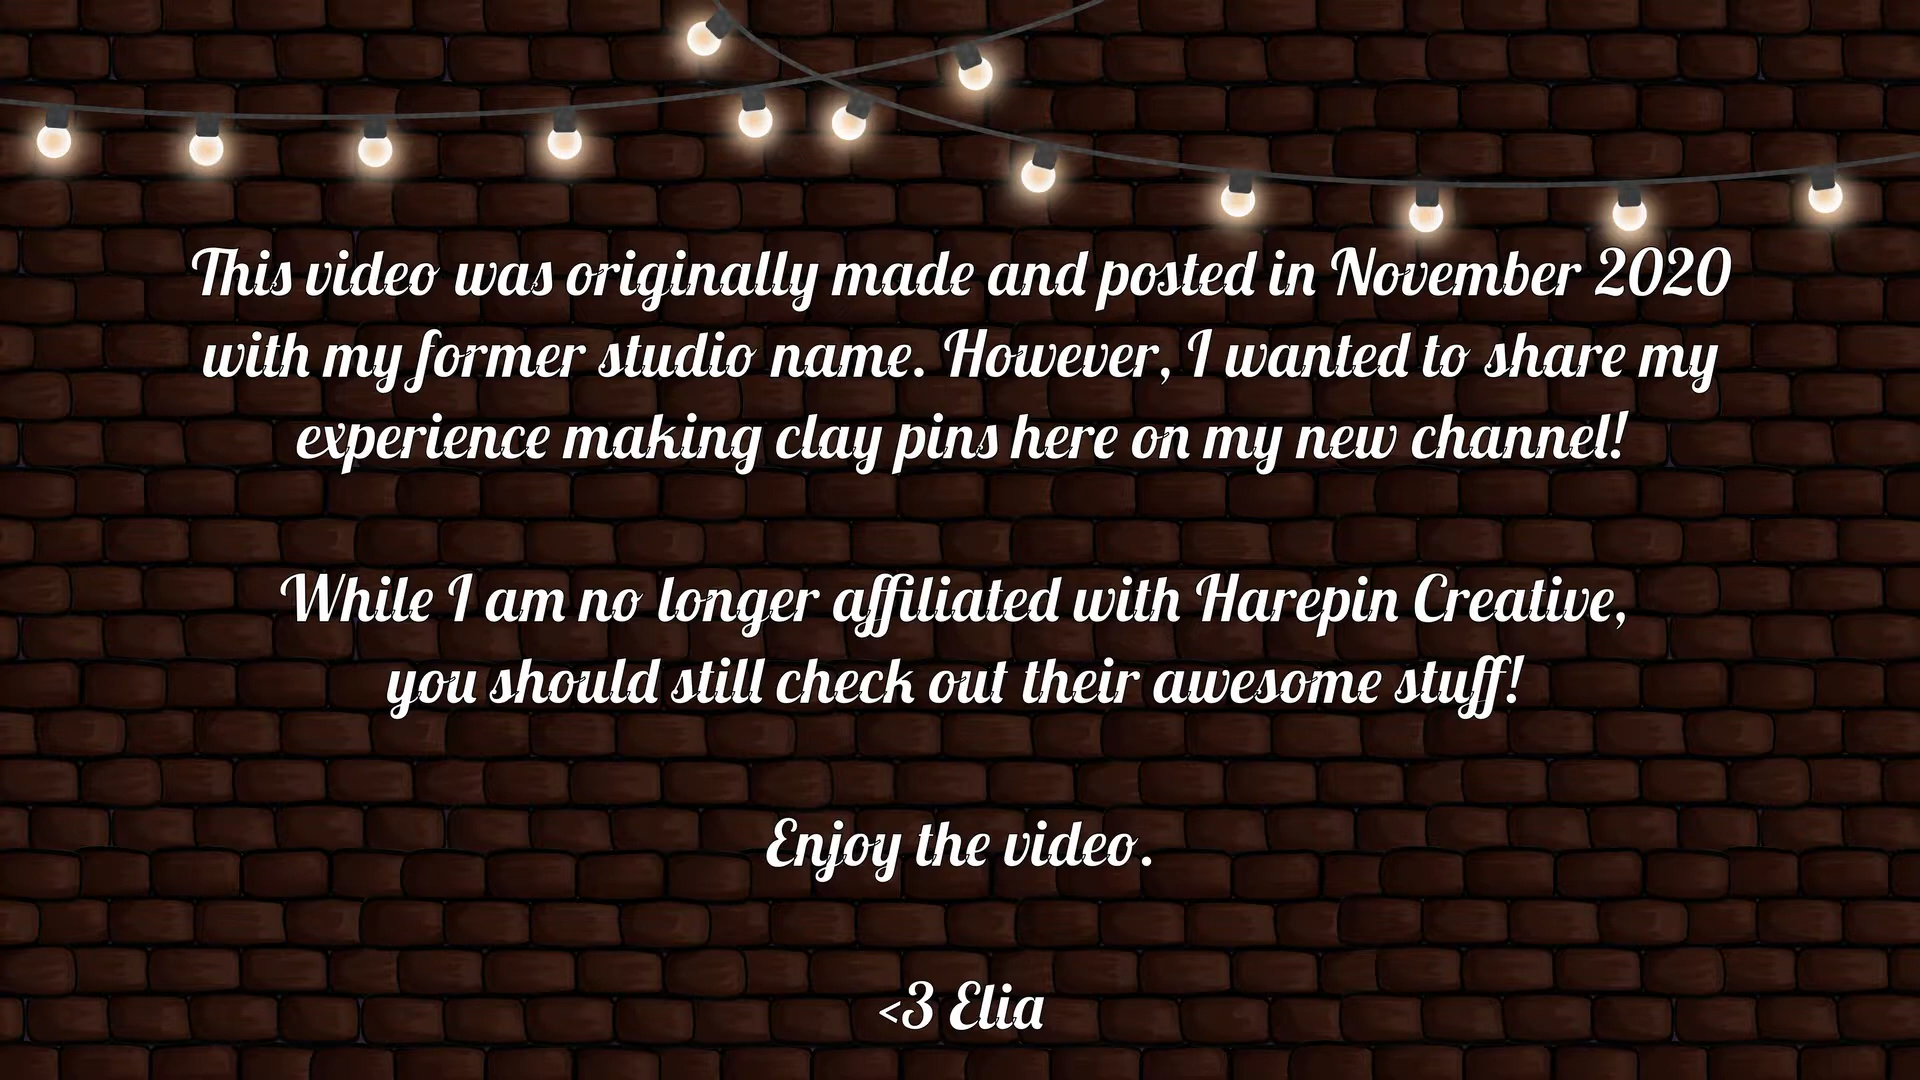 This video was originally made and posted in November 2020
with my former studio name. However, I wanted to share my
experience making clay pins here on my new channel!
While I am no longer affiliated with Harepin Creative,
you should still check out their awesome stuff!
Enjoy the video.
<3 Elia